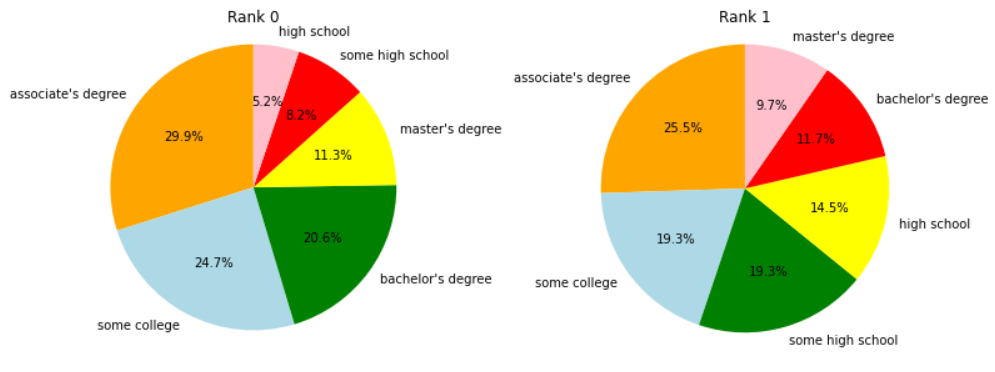 Rank 0
high school
some high school
associate's degree
master's degree
5.2%
8.2%
29.9%
11.3%
20.6%
24.7%
bachelor's degree
some college
Rank 1
master's degree
associate's degree
bachelor's degree
9.7%
25.5%
11.7%
14.5%
high school
19.3%
19.3%
some college
some high school